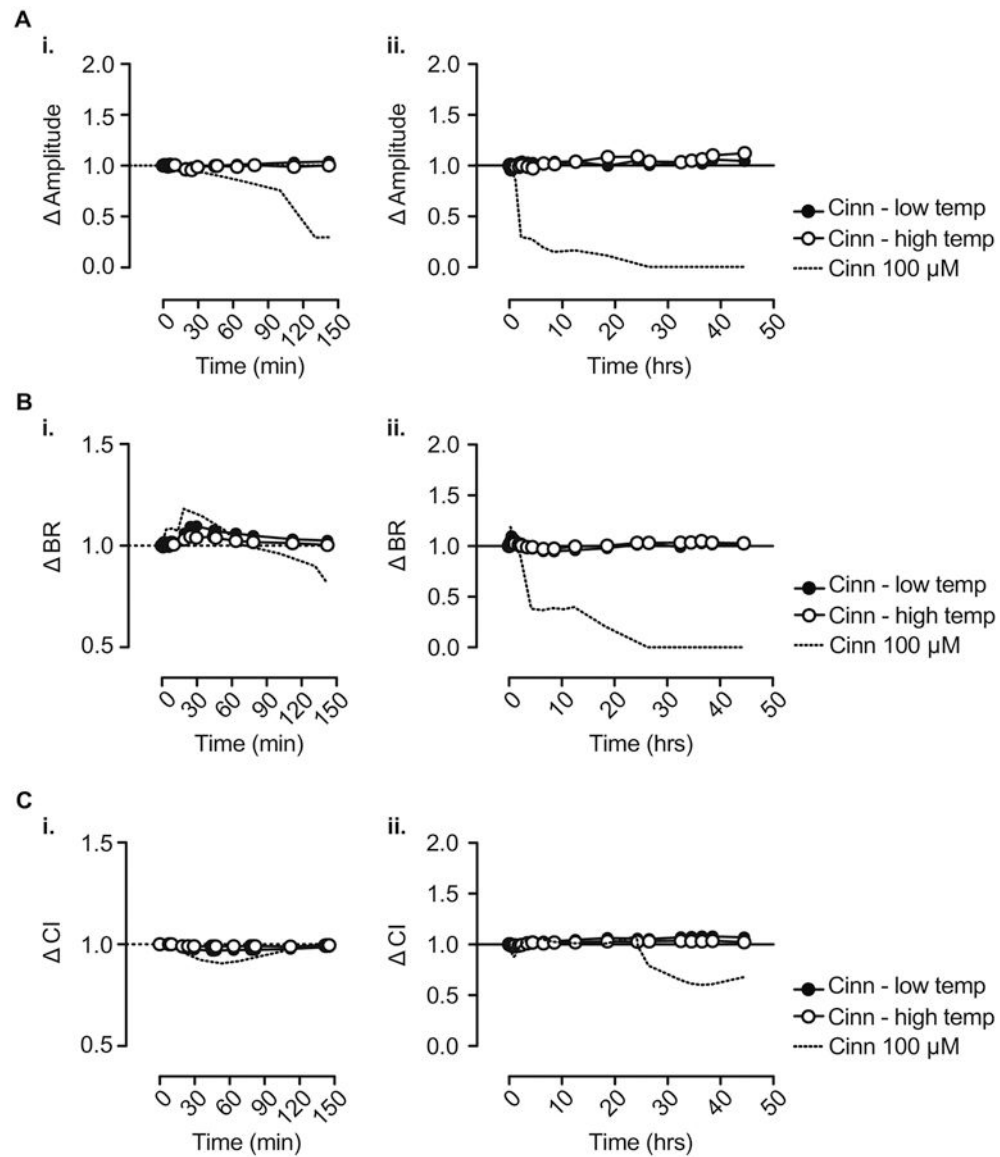 A
i.
2.0
1.5
1.0
0.5
0.0
Δ Amplitude
0 30 60 90 120 150
Time (min)
ii.
2.0
1.5
1.0
0.5
0.0
Δ Amplitude
0 10 20 30 40 50
Time (hrs)
Cinn - low temp
Cinn - high temp
Cinn 100 µM
B
i.
1.5
1.0
0.5
Δ BR
0 30 60 90 120 150
Time (min)
ii.
2.0
1.5
1.0
0.5
0.0
Δ BR
0 10 20 30 40 50
Time (hrs)
Cinn - low temp
Cinn - high temp
Cinn 100 µM
C
i.
1.5
1.0
0.5
Δ CI
0 30 60 90 120 150
Time (min)
ii.
2.0
1.5
1.0
0.5
0.0
Δ CI
0 10 20 30 40 50
Time (hrs)
Cinn - low temp
Cinn - high temp
Cinn 100 µM